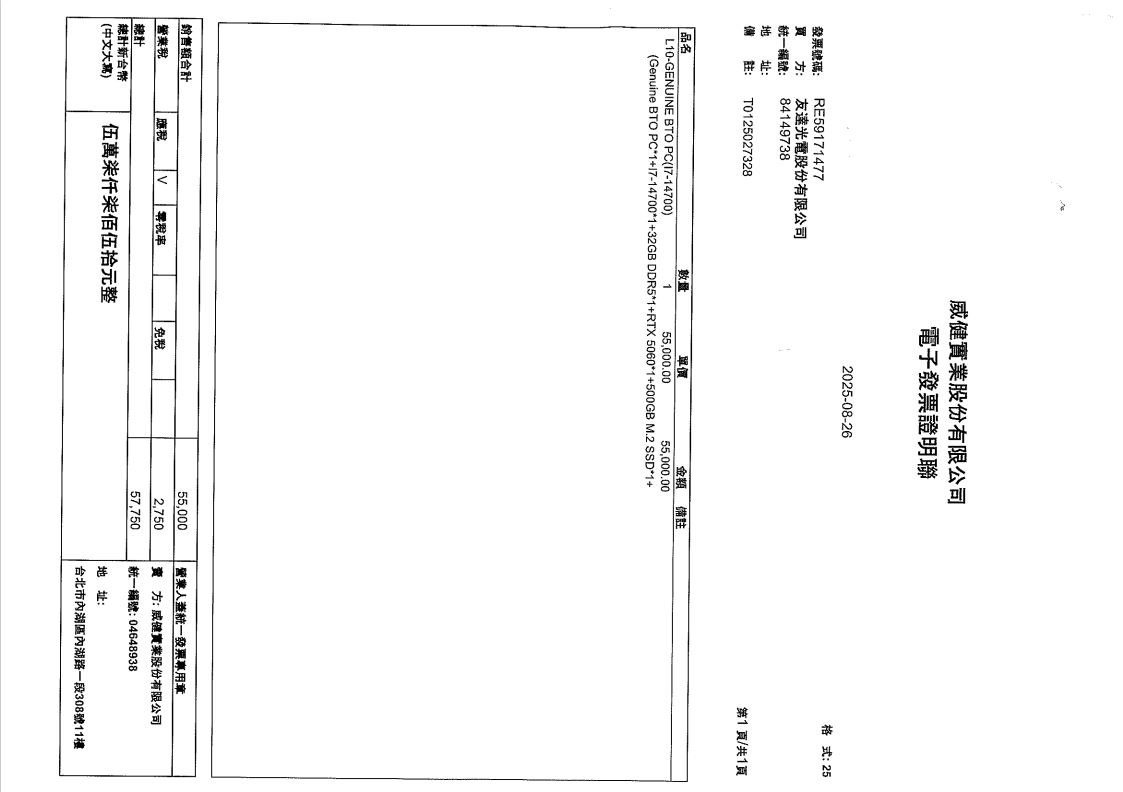 威健實業股份有限公司
電子發票證明聯
2025-08-26
格 式: 25
發票號碼: RE59171477
買 方: 友達光電股份有限公司
統一編號: 84149738
地 址:
備 註: T0125027328
第1 頁/共1頁
品名 數量 單價 金額 備註
L10-GENUINE BTO PC(I7-14700) 1 55,000.00 55,000.00
(Genuine BTO PC*1+I7-14700*1+32GB DDR5*1+RTX 5060*1+500GB M.2 SSD*1+
銷售額合計 55,000 營業人蓋統一發票專用章
營業稅 應稅 V 零稅率 免稅 2,750
賣 方: 威健實業股份有限公司
總計 57,750
統一編號: 04648938
總計新台幣
(中文大寫) 伍萬柒仟柒佰伍拾元整
地 址:
台北市內湖區內湖路一段308號11樓